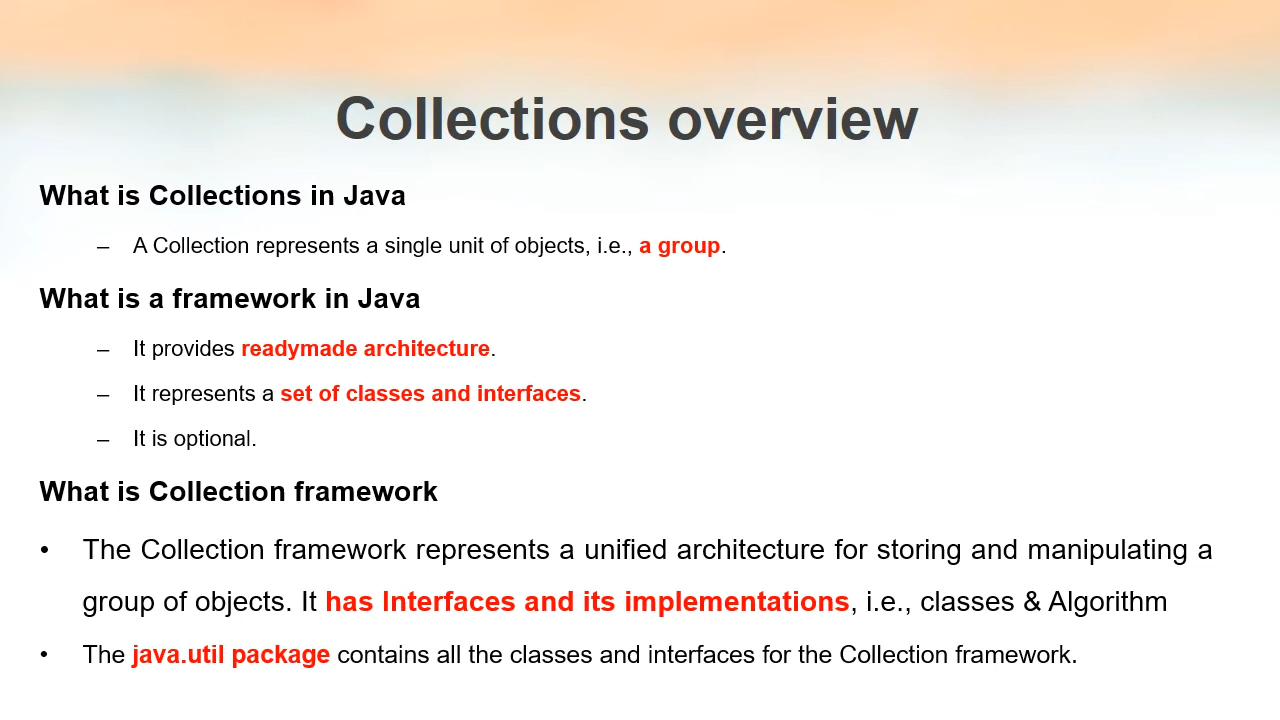 Collections overview
What is Collections in Java
– A Collection represents a single unit of objects, i.e., a group.
What is a framework in Java
– It provides readymade architecture.
– It represents a set of classes and interfaces.
– It is optional.
What is Collection framework
• The Collection framework represents a unified architecture for storing and manipulating a
group of objects. It has Interfaces and its implementations, i.e., classes & Algorithm
• The java.util package contains all the classes and interfaces for the Collection framework.